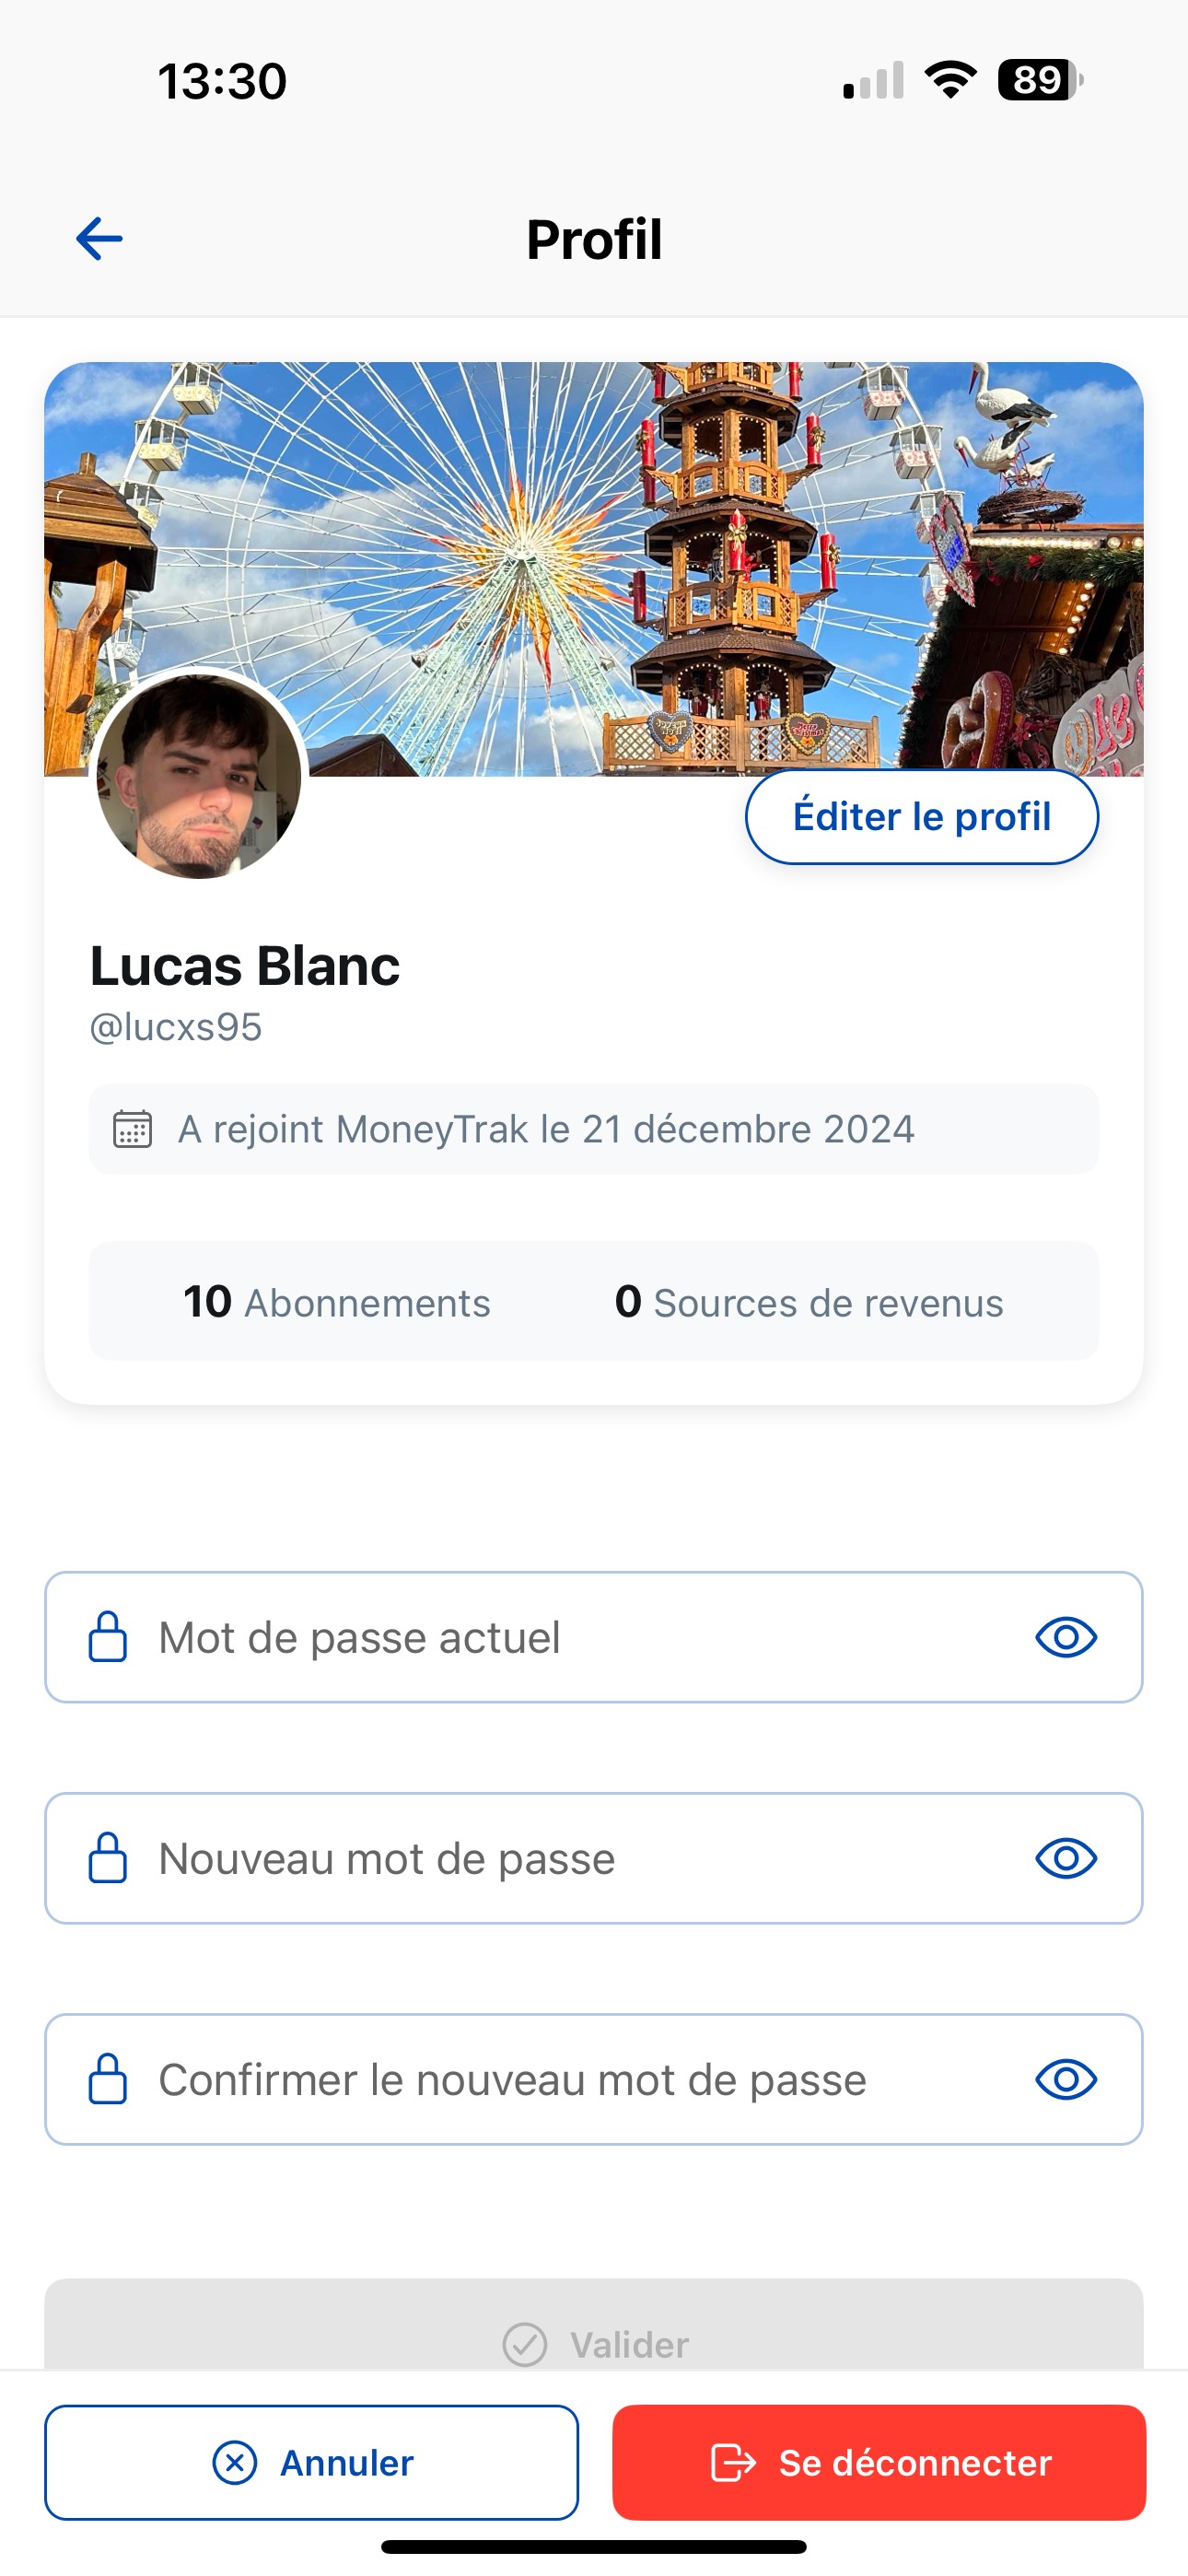 13:30
89
Profil
Éditer le profil
Lucas Blanc
@lucxs95
A rejoint MoneyTrak le 21 décembre 2024
10 Abonnements 0 Sources de revenus
Mot de passe actuel
Nouveau mot de passe
Confirmer le nouveau mot de passe
Valider
Annuler
Se déconnecter